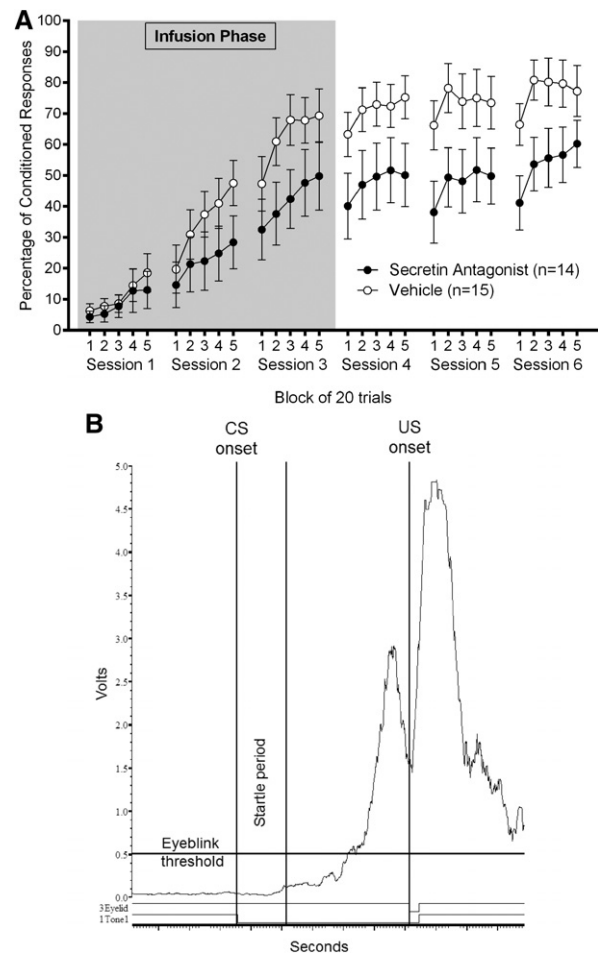 A
Infusion Phase
Percentage of Conditioned Responses
100
90
80
70
60
50
40
30
20
10
0
Secretin Antagonist (n=14)
Vehicle (n=15)
1 2 3 4 5 1 2 3 4 5 1 2 3 4 5 1 2 3 4 5 1 2 3 4 5 1 2 3 4 5
Session 1 Session 2 Session 3 Session 4 Session 5 Session 6
Block of 20 trials
B
CS
onset
US
onset
Volts
5.0
4.5
4.0
3.5
3.0
2.5
2.0
1.5
1.0
0.5
0.0
Startle period
Eyeblink
threshold
3Eyelid
1Tone1
Seconds